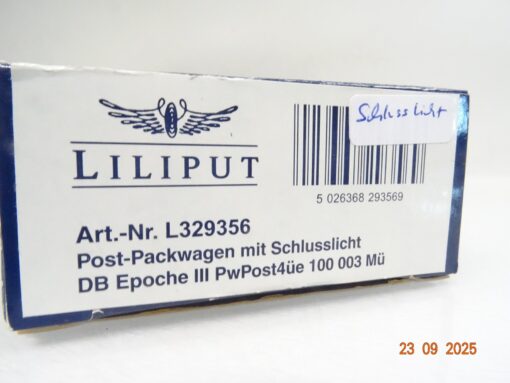 Schluss licht
LILIPUT
5 026368 293569
Art.-Nr. L329356
Post-Packwagen mit Schlusslicht
DB Epoche III PwPost4üe 100 003 Mü
23 09 2025